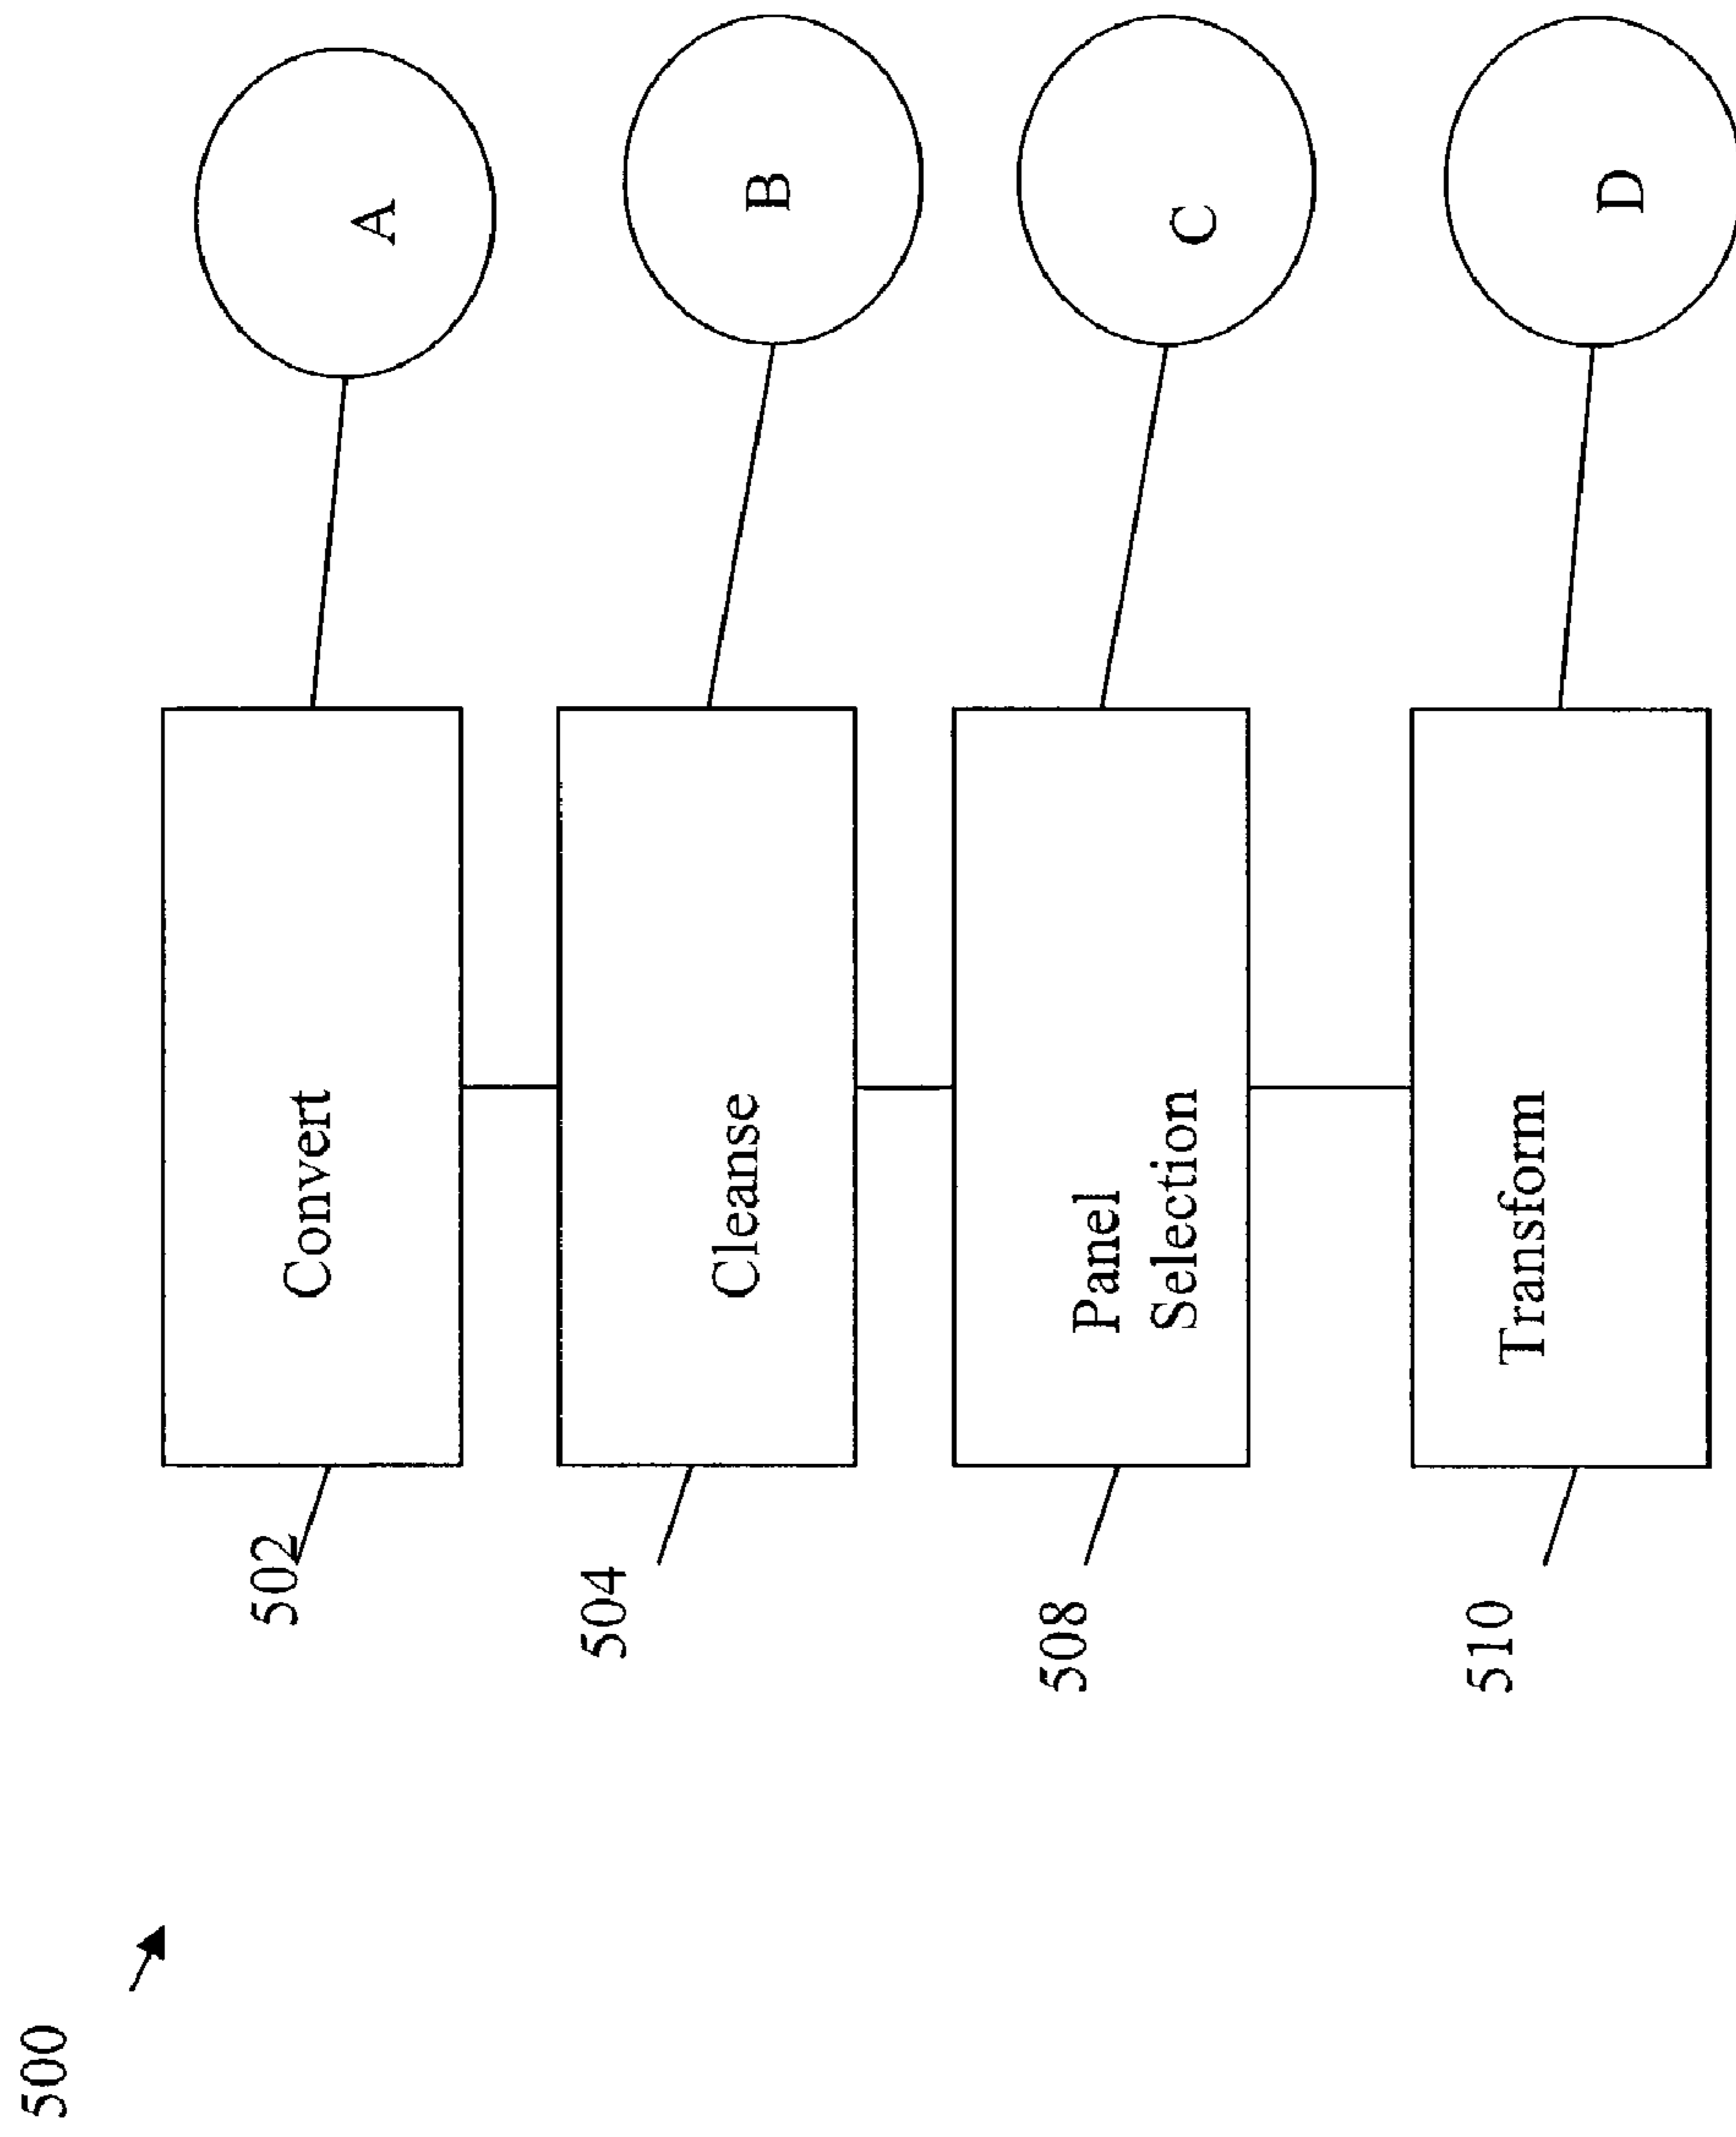 500
502
Convert
A
504
Cleanse
B
508
Panel
Selection
C
510
Transform
D